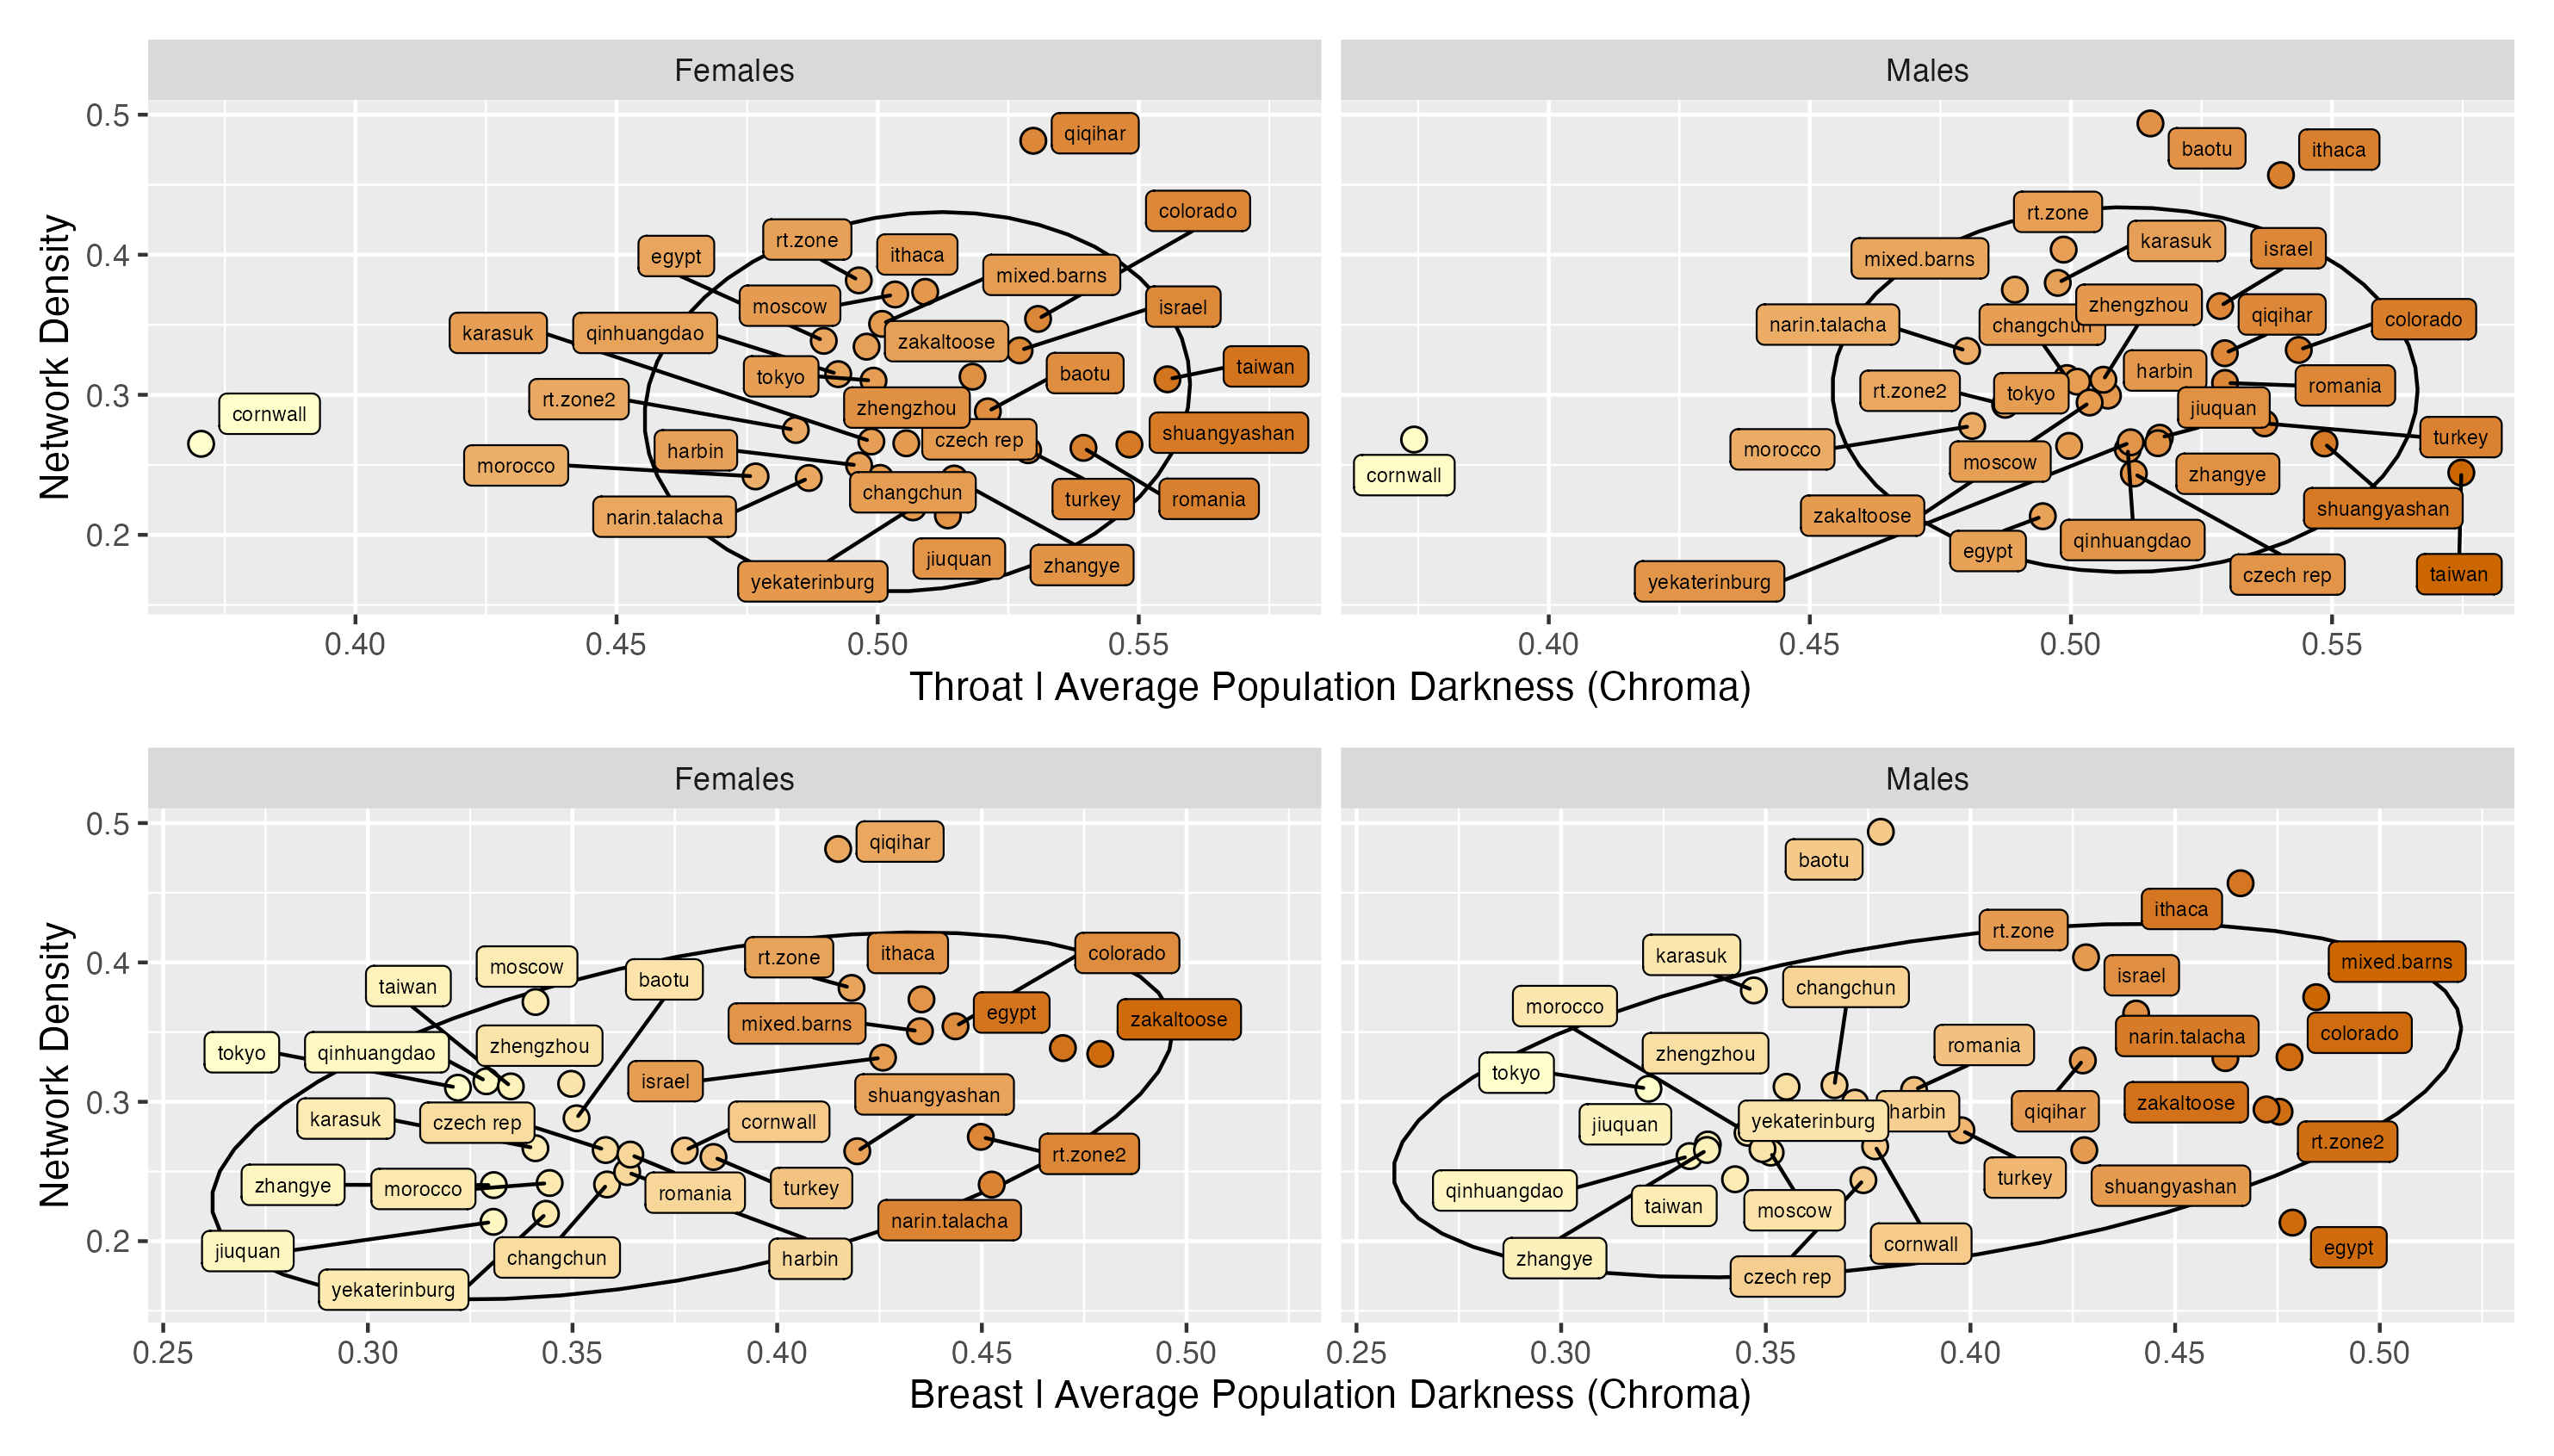 Females
Males
Network Density
0.5
0.4
0.3
0.2
qiqihar
colorado
rt.zone
ithaca
egypt
mixed.barns
moscow
israel
karasuk
qinhuangdao
zakaltoose
taiwan
tokyo
baotu
rt.zone2
cornwall
zhengzhou
shuangyashan
czech rep
harbin
morocco
changchun
turkey
romania
narin.talacha
jiuquan
zhangye
yekaterinburg
baotu
ithaca
rt.zone
karasuk
israel
mixed.barns
zhengzhou
qiqihar
colorado
narin.talacha
changchun
harbin
romania
rt.zone2
tokyo
jiuquan
turkey
morocco
moscow
zhangye
cornwall
shuangyashan
zakaltoose
qinhuangdao
egypt
czech rep
taiwan
yekaterinburg
0.40
0.45
0.50
0.55
0.40
0.45
0.50
0.55
Throat | Average Population Darkness (Chroma)
Females
Males
Network Density
0.5
0.4
0.3
0.2
qiqihar
moscow
rt.zone
ithaca
colorado
taiwan
baotu
egypt
zakaltoose
mixed.barns
tokyo
qinhuangdao
zhengzhou
israel
shuangyashan
karasuk
czech rep
cornwall
rt.zone2
zhangye
morocco
romania
turkey
narin.talacha
jiuquan
changchun
harbin
yekaterinburg
baotu
ithaca
rt.zone
karasuk
mixed.barns
israel
changchun
morocco
colorado
narin.talacha
romania
zhengzhou
tokyo
zakaltoose
qiqihar
harbin
yekaterinburg
jiuquan
rt.zone2
turkey
shuangyashan
qinhuangdao
taiwan
moscow
cornwall
egypt
zhangye
czech rep
0.25
0.30
0.35
0.40
0.45
0.50
0.25
0.30
0.35
0.40
0.45
0.50
Breast | Average Population Darkness (Chroma)